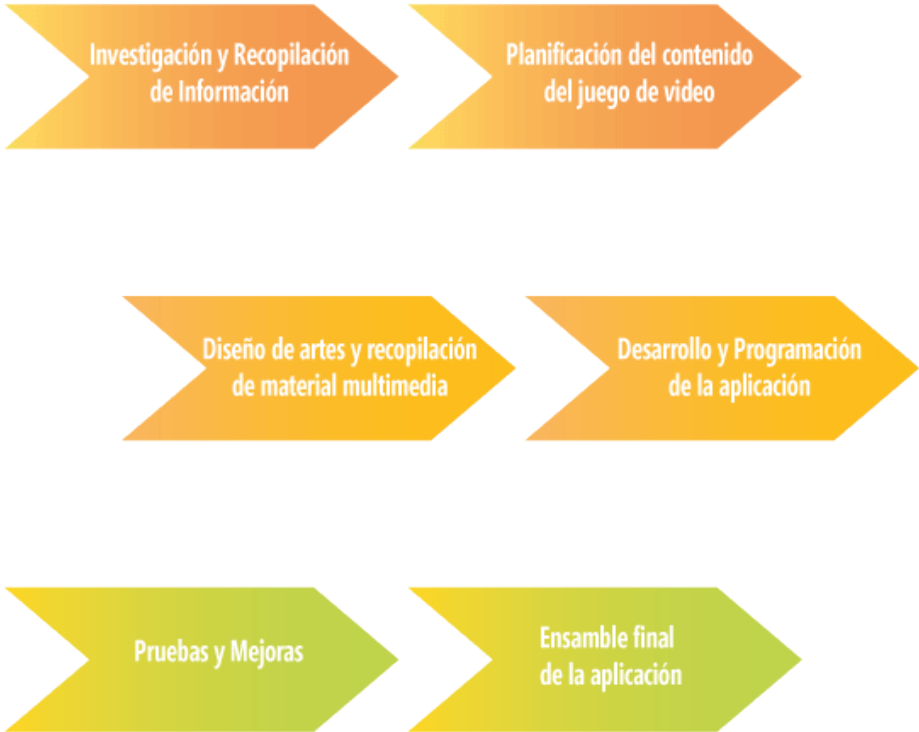 Investigación y Recopilación
de Información
Planificación del contenido
del juego de video
Diseño de artes y recopilación
de material multimedia
Desarrollo y Programación
de la aplicación
Pruebas y Mejoras
Ensamble final
de la aplicación